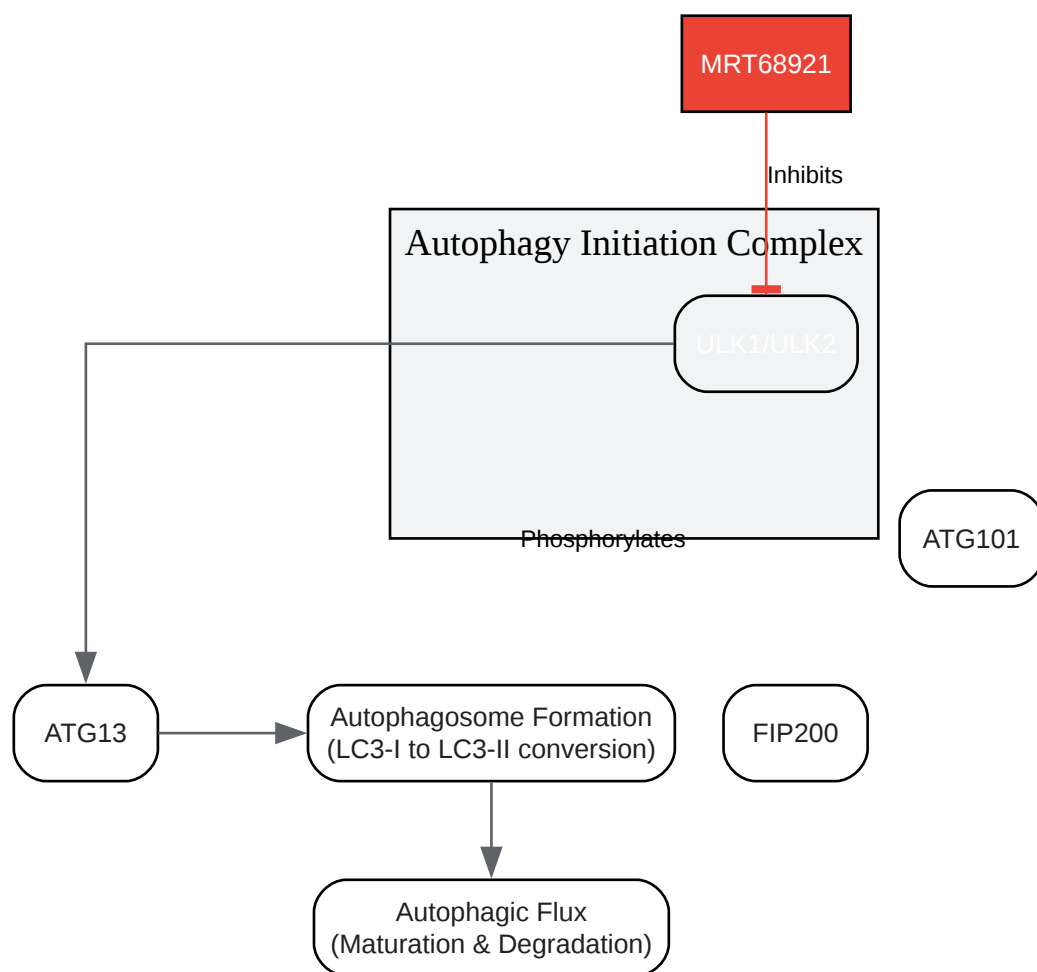 MRT68921
Inhibits
Autophagy Initiation Complex
ULK1/ULK2
Phosphorylates
ATG101
ATG13
Autophagosome Formation
(LC3-I to LC3-II conversion)
FIP200
Autophagic Flux
(Maturation & Degradation)